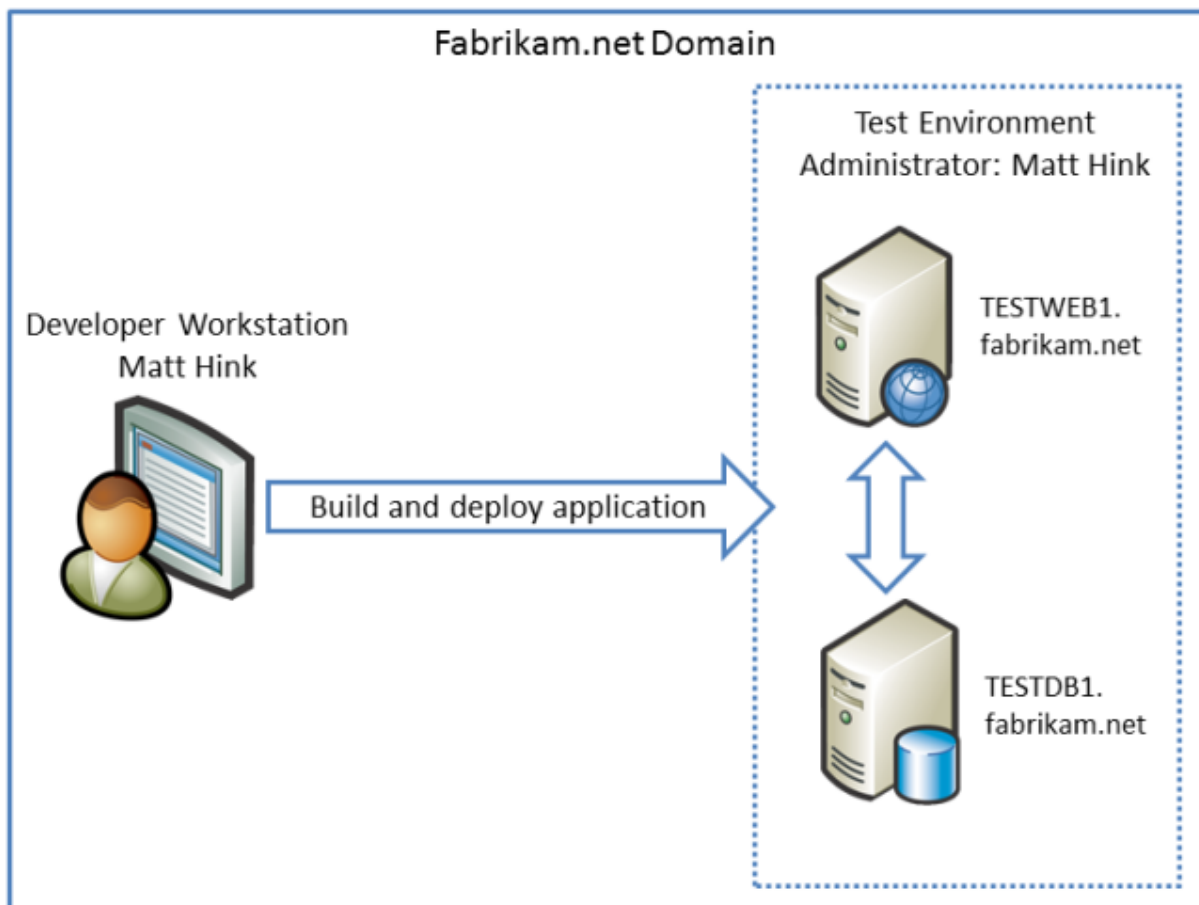 Fabrikam.net Domain
Test Environment
Administrator: Matt Hink
TESTWEB1.
fabrikam.net
Developer Workstation
Matt Hink
Build and deploy application
TESTDB1.
fabrikam.net